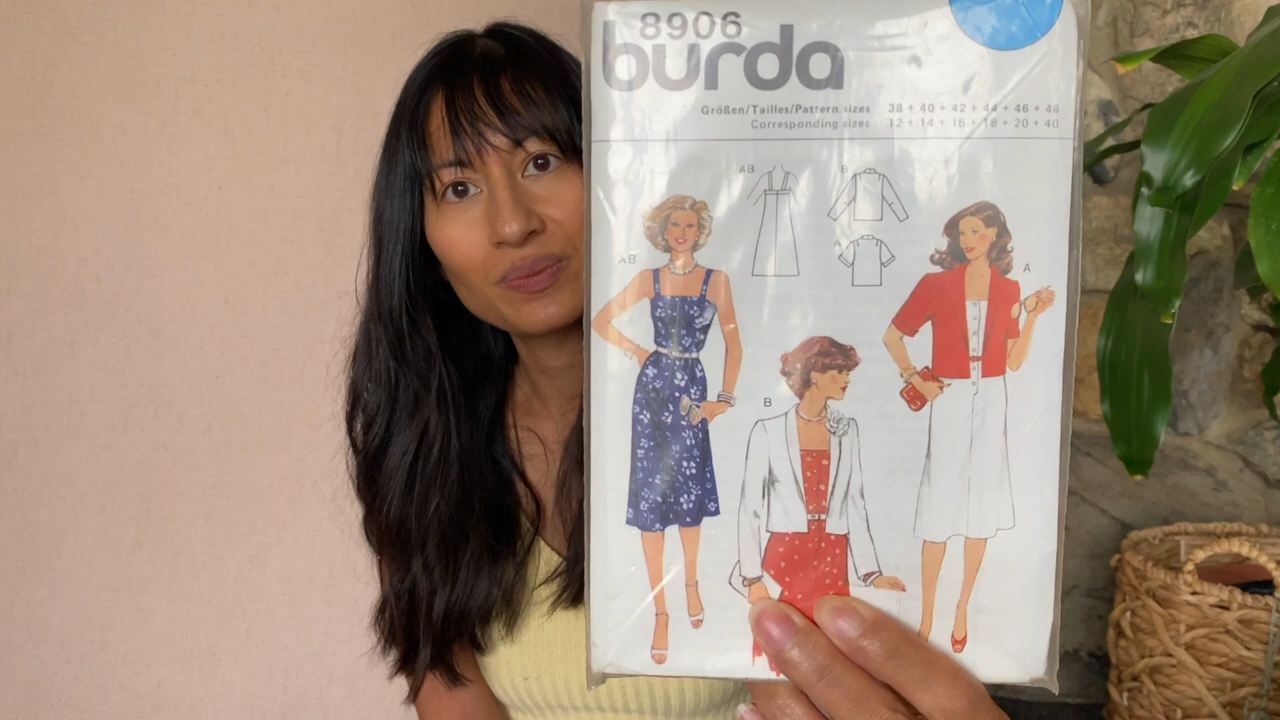 8906
burda
Größen/Tailles/Pattern sizes 38 + 40 + 42 + 44 + 46 + 48
Corresponding sizes 12 + 14 + 16 + 18 + 20 + 40
AB B
AB
A
B